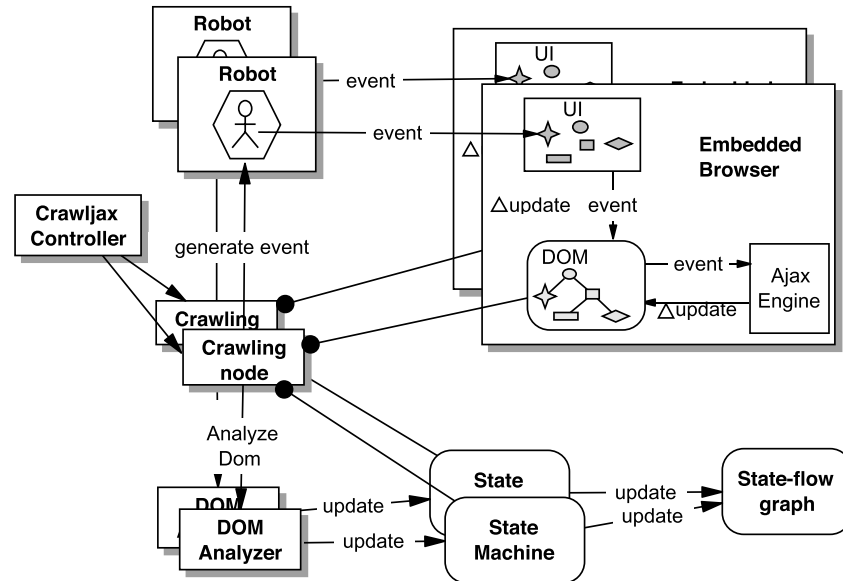 Robot
Robot
event
event
UI
UI
Embedded
Browser
△
△update
event
Crawljax
Controller
generate event
DOM
event
△update
Ajax
Engine
Crawling
Crawling
node
Analyze
Dom
DOM
DOM
Analyzer
update
update
State
State
Machine
update
update
State-flow
graph